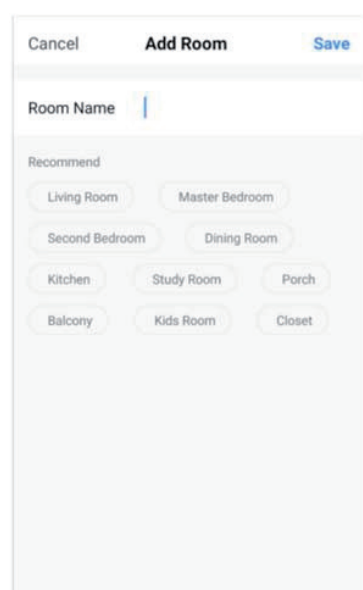 Cancel Add Room Save
Room Name
Recommend
Living Room Master Bedroom
Second Bedroom Dining Room
Kitchen Study Room Porch
Balcony Kids Room Closet